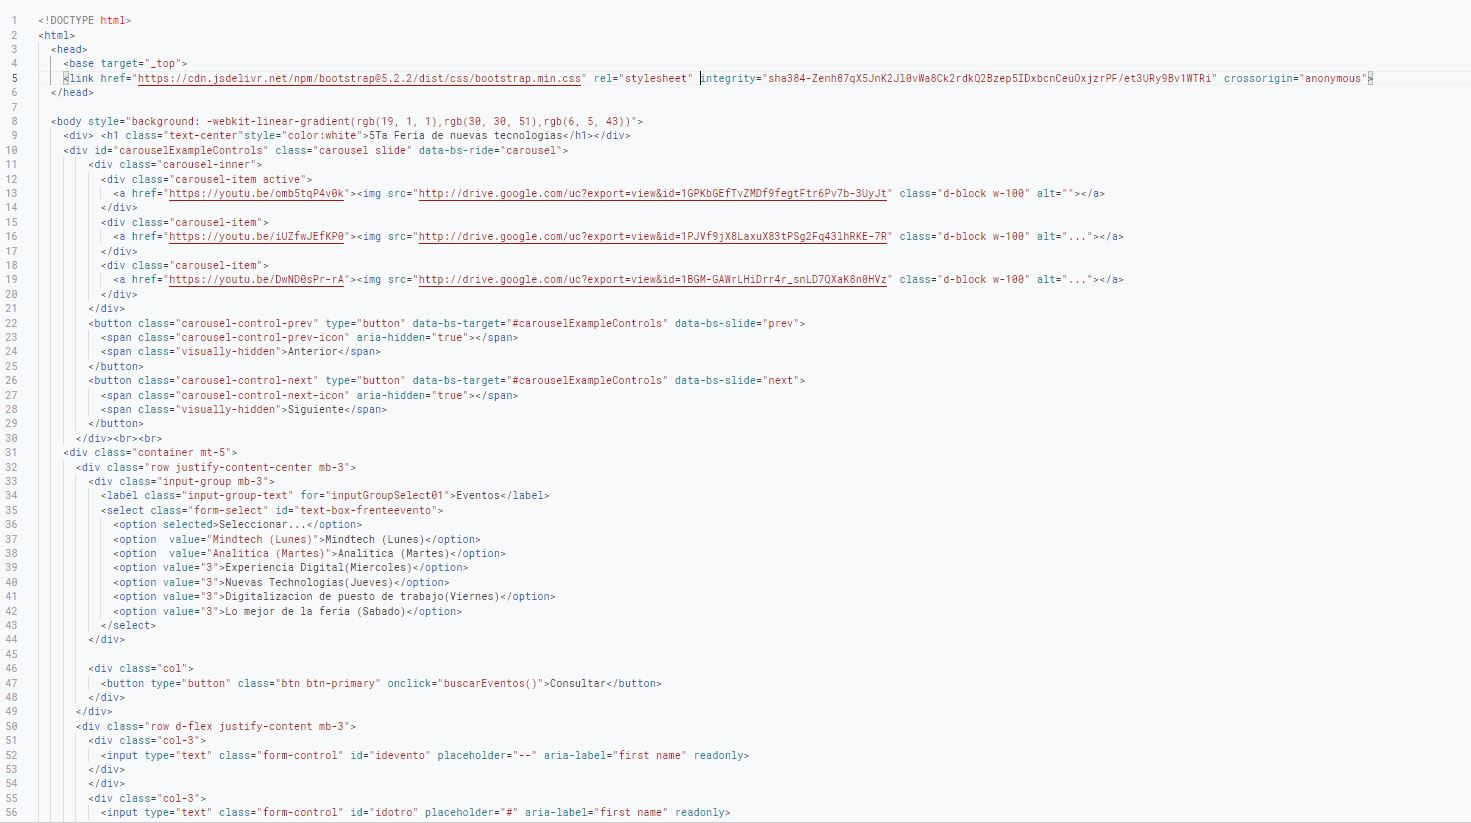 1 <!DOCTYPE html>
2 <html>
3 <head>
4 <base target="_top">
5 <link href="https://cdn.jsdelivr.net/npm/bootstrap@5.2.2/dist/css/bootstrap.min.css" rel="stylesheet" integrity="sha384-Zenh87qX5JnK2Jl0vWa8Ck2rdkQ2Bzep5IDxbcnCeuOxjzrPF/et3URy9Bv1WTRi" crossorigin="anonymous">
6 </head>
7
8 <body style="background: -webkit-linear-gradient(rgb(19, 1, 1),rgb(30, 30, 51),rgb(6, 5, 43))">
9 <div> <h1 class="text-center"style="color:white">5Ta Feria de nuevas tecnologias</h1></div>
10 <div id="carouselExampleControls" class="carousel slide" data-bs-ride="carousel">
11 <div class="carousel-inner">
12 <div class="carousel-item active">
13 <a href="https://youtu.be/omb5tqP4v0k"><img src="http://drive.google.com/uc?export=view&id=1GPKbGEfTvZMDf9fegtFtr6Pv7b-3UyJt" class="d-block w-100" alt=""></a>
14 </div>
15 <div class="carousel-item">
16 <a href="https://youtu.be/iUZfwJEfKP0"><img src="http://drive.google.com/uc?export=view&id=1PJVf9jX8LaxuX83tPSg2Fq43lhRKE-7R" class="d-block w-100" alt="..."></a>
17 </div>
18 <div class="carousel-item">
19 <a href="https://youtu.be/DwND0sPr-rA"><img src="http://drive.google.com/uc?export=view&id=1BGM-GAWrLHiDrr4r_snLD7QXaK8n0HVz" class="d-block w-100" alt="..."></a>
20 </div>
21 </div>
22 <button class="carousel-control-prev" type="button" data-bs-target="#carouselExampleControls" data-bs-slide="prev">
23 <span class="carousel-control-prev-icon" aria-hidden="true"></span>
24 <span class="visually-hidden">Anterior</span>
25 </button>
26 <button class="carousel-control-next" type="button" data-bs-target="#carouselExampleControls" data-bs-slide="next">
27 <span class="carousel-control-next-icon" aria-hidden="true"></span>
28 <span class="visually-hidden">Siguiente</span>
29 </button>
30 </div><br><br>
31 <div class="container mt-5">
32 <div class="row justify-content-center mb-3">
33 <div class="input-group mb-3">
34 <label class="input-group-text" for="inputGroupSelect01">Eventos</label>
35 <select class="form-select" id="text-box-frenteevento">
36 <option selected>Seleccionar...</option>
37 <option  value="Mindtech (Lunes)">Mindtech (Lunes)</option>
38 <option  value="Analitica (Martes)">Analitica (Martes)</option>
39 <option value="3">Experiencia Digital(Miercoles)</option>
40 <option value="3">Nuevas Technologias(Jueves)</option>
41 <option value="3">Digitalizacion de puesto de trabajo(Viernes)</option>
42 <option value="3">Lo mejor de la feria (Sabado)</option>
43 </select>
44 </div>
45
46 <div class="col">
47 <button type="button" class="btn btn-primary" onclick="buscarEventos()">Consultar</button>
48 </div>
49 </div>
50 <div class="row d-flex justify-content mb-3">
51 <div class="col-3">
52 <input type="text" class="form-control" id="idevento" placeholder="--" aria-label="first name" readonly>
53 </div>
54 </div>
55 <div class="col-3">
56 <input type="text" class="form-control" id="idotro" placeholder="#" aria-label="first name" readonly>